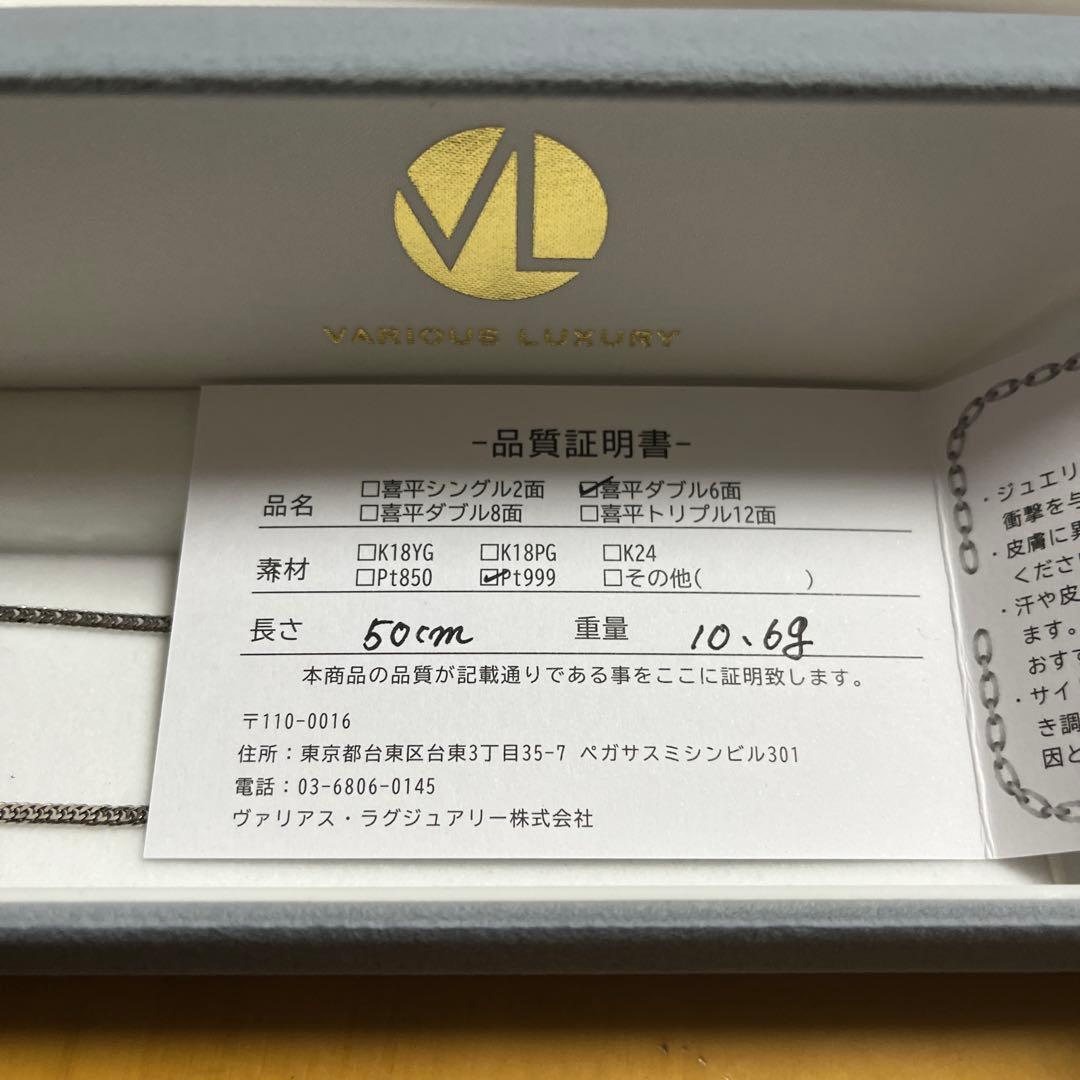 VL
VARIOUS LUXURY
-品質証明書-
品名 □喜平シングル2面 ☑喜平ダブル6面
□喜平ダブル8面 □喜平トリプル12面
素材 □K18YG □K18PG □K24
□Pt850 ☑Pt999 □その他( )
長さ 50cm 重量 10.6g
本商品の品質が記載通りである事をここに証明致します。
〒110-0016
住所：東京都台東区台東3丁目35-7 ペガサスミシンビル301
電話：03-6806-0145
ヴァリアス・ラグジュアリー株式会社
・ジュエリ
衝撃を与
・皮膚に異
くださ
・汗や皮
ます。
おすす
・サイ
き調
因と